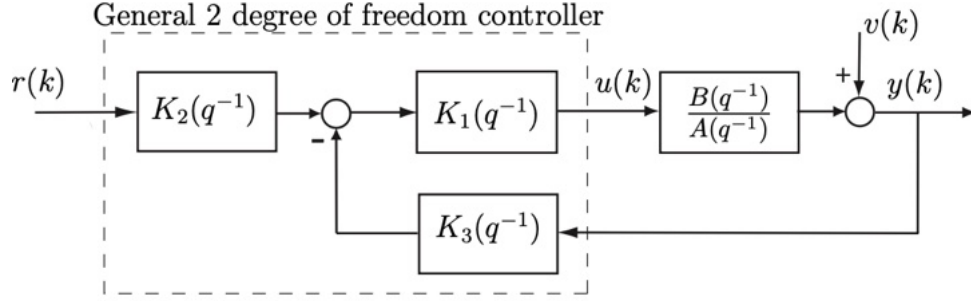 General 2 degree of freedom controller
v(k)
r(k)
K₂(q⁻¹)
-
K₁(q⁻¹)
u(k)
B(q⁻¹)
A(q⁻¹)
+
y(k)
K₃(q⁻¹)